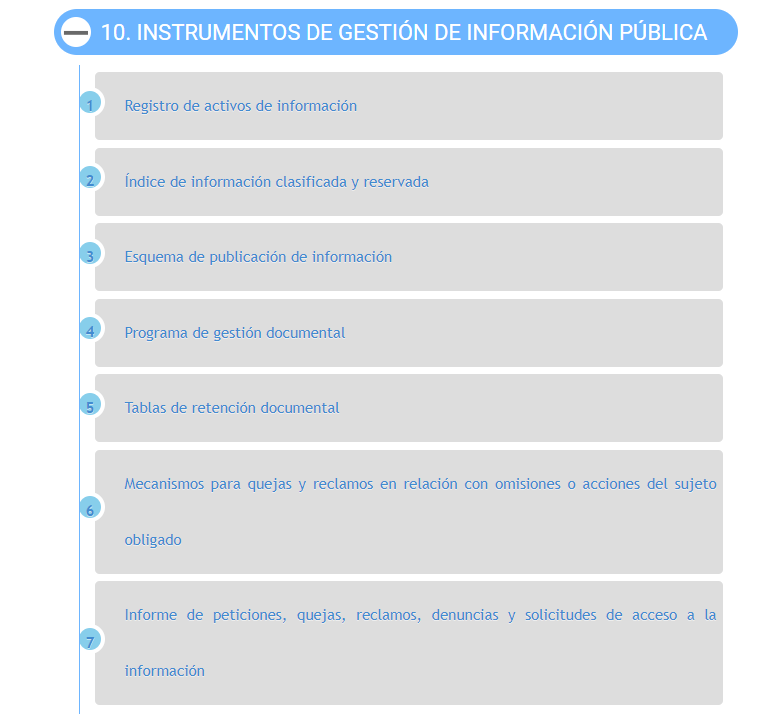 10. INSTRUMENTOS DE GESTIÓN DE INFORMACIÓN PÚBLICA
1 Registro de activos de información
2 Índice de información clasificada y reservada
3 Esquema de publicación de información
4 Programa de gestión documental
5 Tablas de retención documental
Mecanismos para quejas y reclamos en relación con omisiones o acciones del sujeto
6
obligado
Informe de peticiones, quejas, reclamos, denuncias y solicitudes de acceso a la
7
información